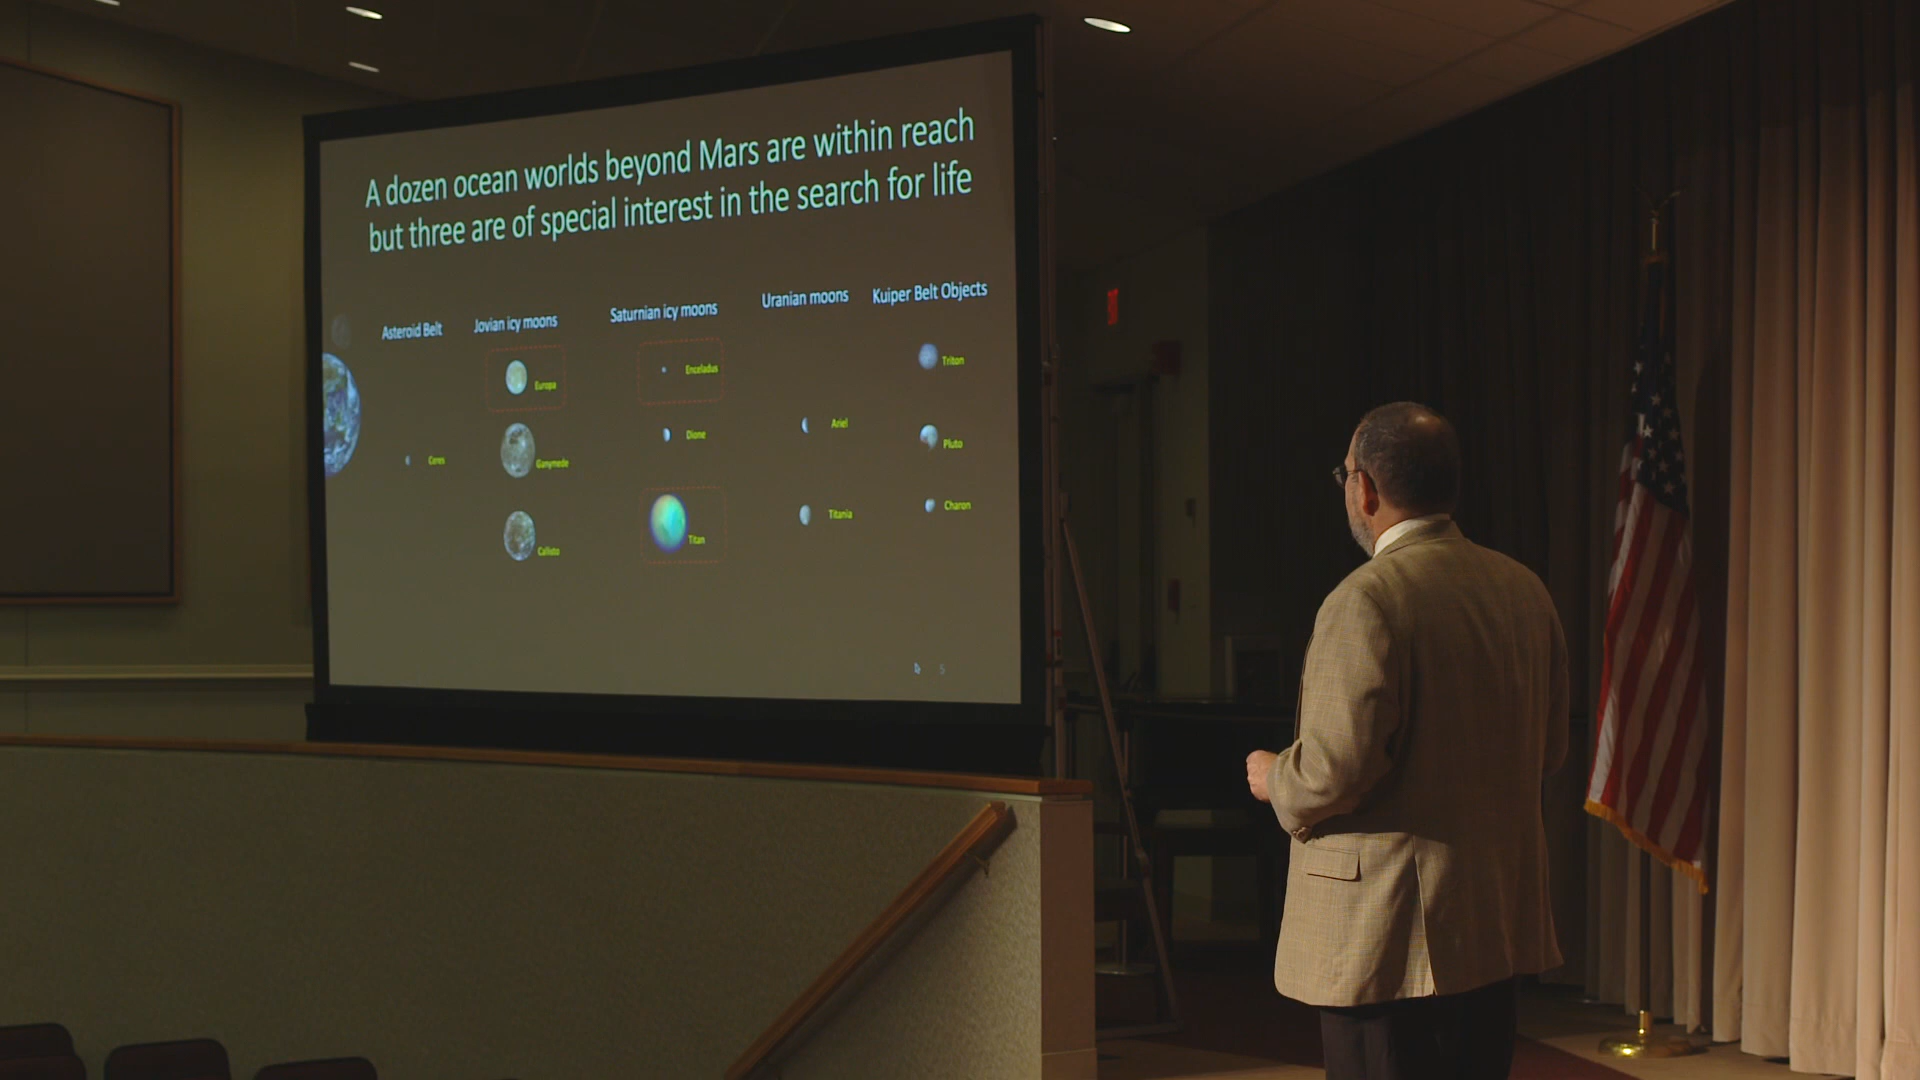 A dozen ocean worlds beyond Mars are within reach
but three are of special interest in the search for life
Asteroid Belt
Jovian icy moons
Saturnian icy moons
Uranian moons
Kuiper Belt Objects
Ceres
Europa
Ganymede
Callisto
Enceladus
Dione
Titan
Ariel
Titania
Triton
Pluto
Charon
5